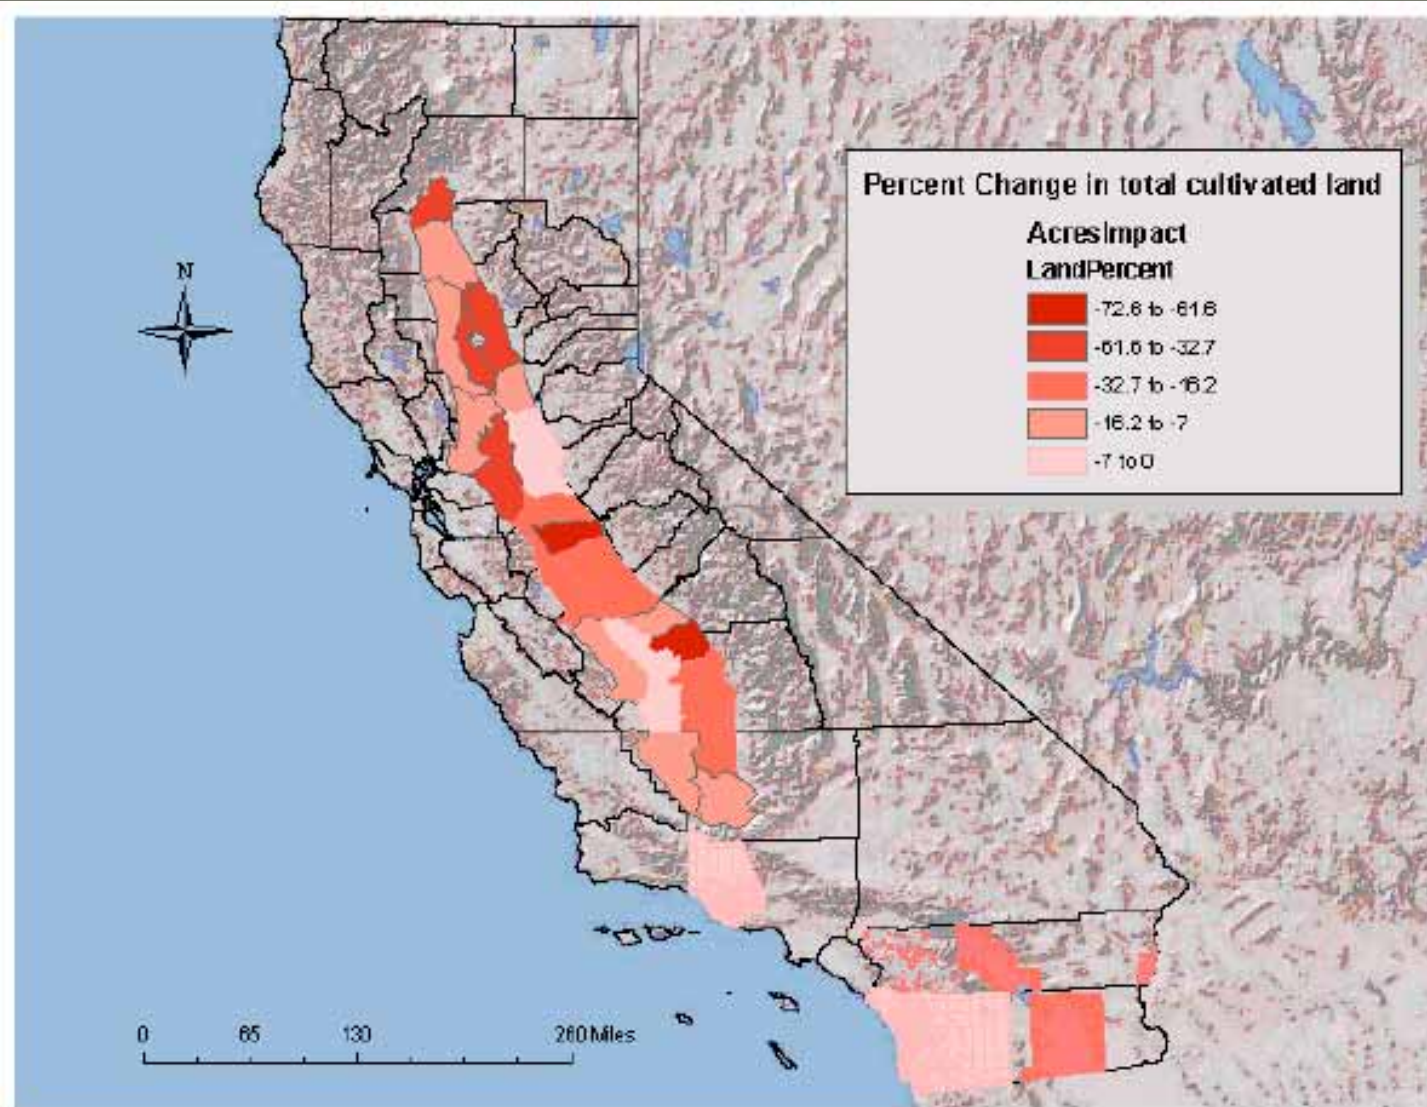 Percent Change in total cultivated land
AcresImpact
LandPercent
-72.6 to -61.6
-61.6 to -32.7
-32.7 to -16.2
-16.2 to -7
-7 to 0
N
0 65 130 260 Miles